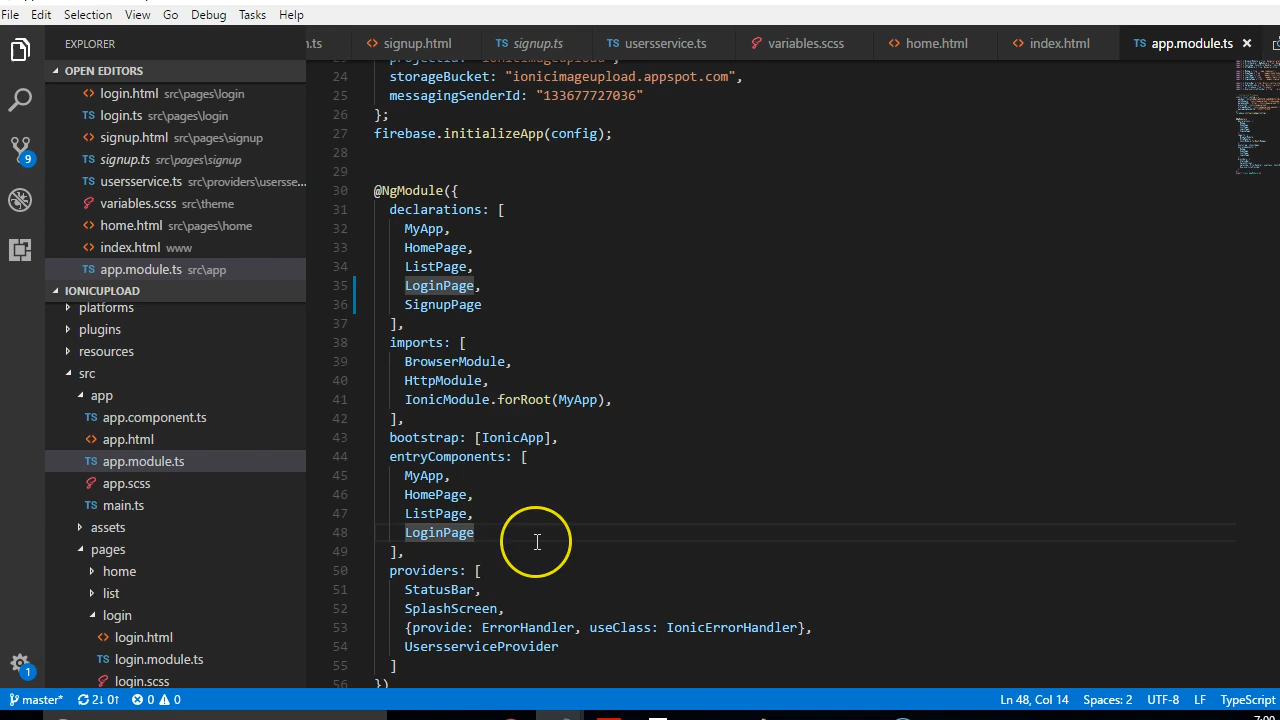 File Edit Selection View Go Debug Tasks Help
EXPLORER
OPEN EDITORS
login.html src\pages\login
login.ts src\pages\login
signup.html src\pages\signup
signup.ts src\pages\signup
usersservice.ts src\providers\usersse...
variables.scss src\theme
home.html src\pages\home
index.html www
app.module.ts src\app
IONICUPLOAD
platforms
plugins
resources
src
app
app.component.ts
app.html
app.module.ts
app.scss
main.ts
assets
pages
home
list
login
login.html
login.module.ts
login.scss
9
1
n.ts signup.html signup.ts usersservice.ts variables.scss home.html index.html app.module.ts
23 projectId: "ionicimageupload",
24 storageBucket: "ionicimageupload.appspot.com",
25 messagingSenderId: "133677727036"
26 };
27 firebase.initializeApp(config);
28
29
30 @NgModule({
31 declarations: [
32 MyApp,
33 HomePage,
34 ListPage,
35 LoginPage,
36 SignupPage
37 ],
38 imports: [
39 BrowserModule,
40 HttpModule,
41 IonicModule.forRoot(MyApp),
42 ],
43 bootstrap: [IonicApp],
44 entryComponents: [
45 MyApp,
46 HomePage,
47 ListPage,
48 LoginPage
49 ],
50 providers: [
51 StatusBar,
52 SplashScreen,
53 {provide: ErrorHandler, useClass: IonicErrorHandler},
54 UsersserviceProvider
55 ]
56 })
master* 2↓ 0↑ 0 0 Ln 48, Col 14 Spaces: 2 UTF-8 LF TypeScript